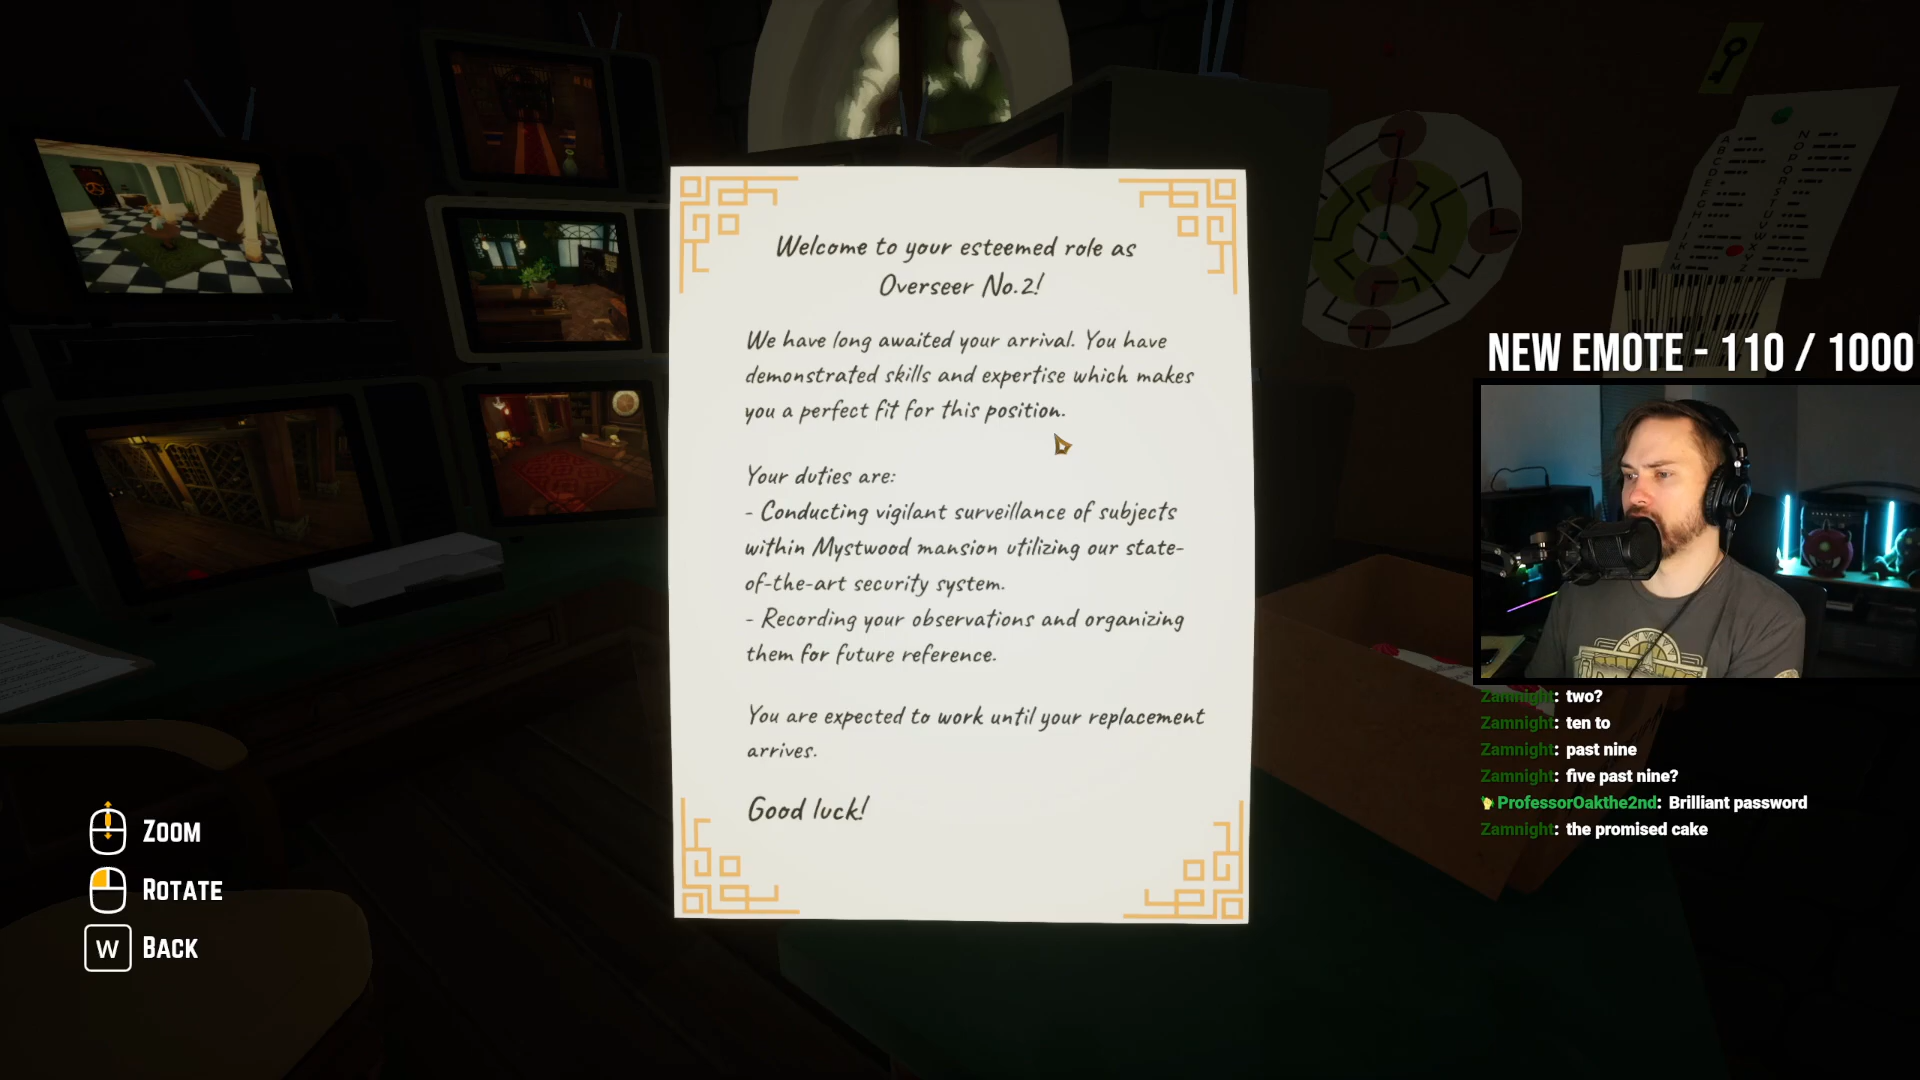 Welcome to your esteemed role as
Overseer No.2!
We have long awaited your arrival. You have
demonstrated skills and expertise which makes
you a perfect fit for this position.
Your duties are:
- Conducting vigilant surveillance of subjects
within Mystwood mansion utilizing our state-
of-the-art security system.
- Recording your observations and organizing
them for future reference.
You are expected to work until your replacement
arrives.
Good luck!
ZOOM
ROTATE
W BACK
NEW EMOTE - 110 / 1000
Zamnight: two?
Zamnight: ten to
Zamnight: past nine
Zamnight: five past nine?
ProfessorOakthe2nd: Brilliant password
Zamnight: the promised cake